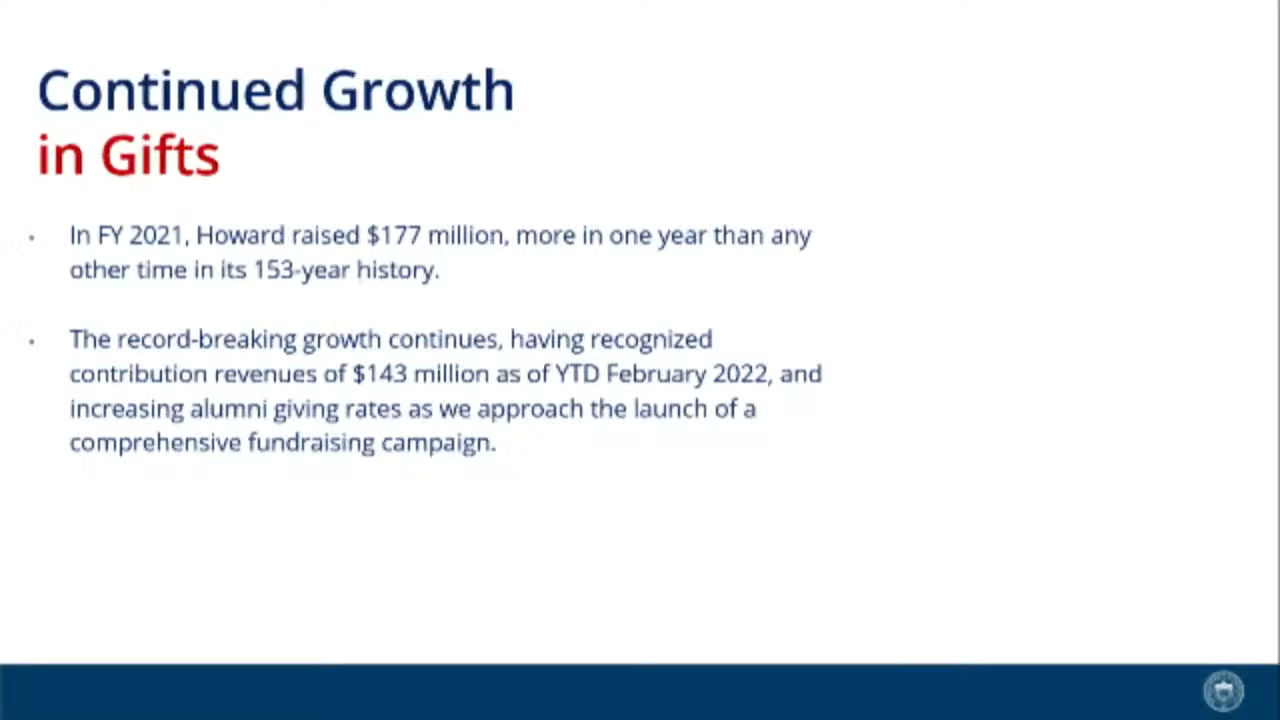 Continued Growth
in Gifts
• In FY 2021, Howard raised $177 million, more in one year than any
other time in its 153-year history.
• The record-breaking growth continues, having recognized
contribution revenues of $143 million as of YTD February 2022, and
increasing alumni giving rates as we approach the launch of a
comprehensive fundraising campaign.